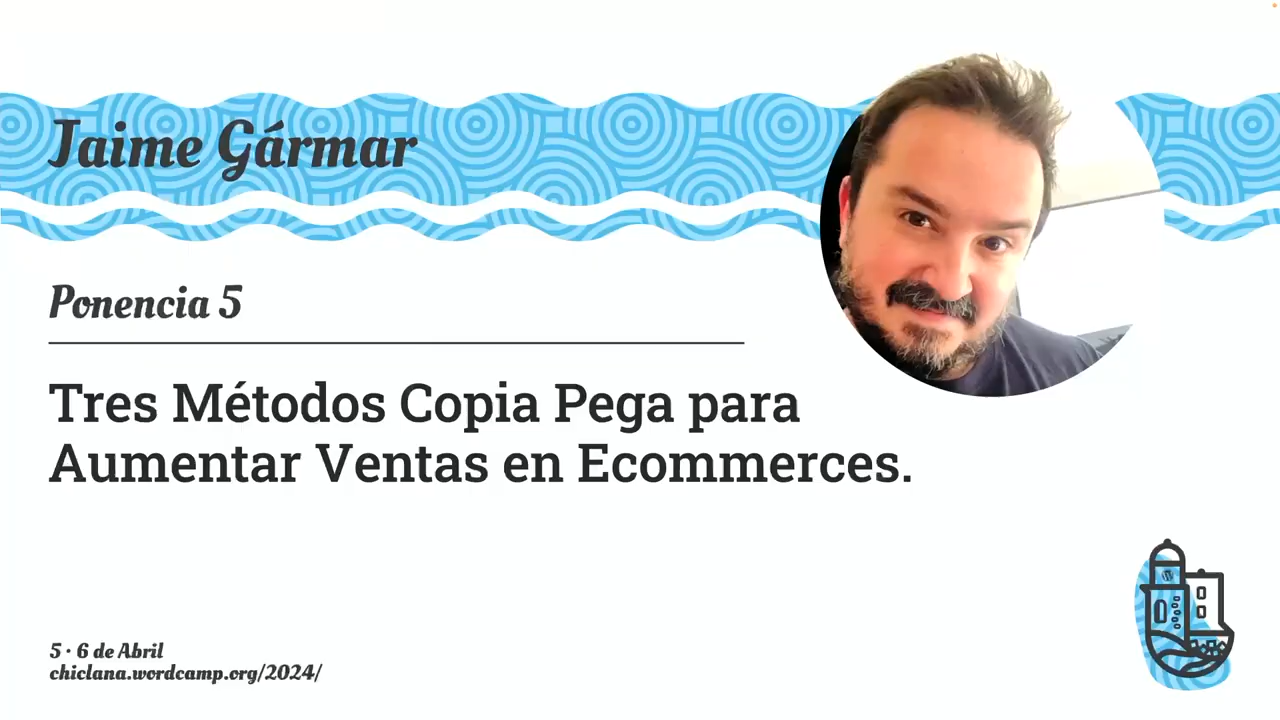 Jaime Gármar
Ponencia 5
Tres Métodos Copia Pega para
Aumentar Ventas en Ecommerces.
5 · 6 de Abril
chiclana.wordcamp.org/2024/